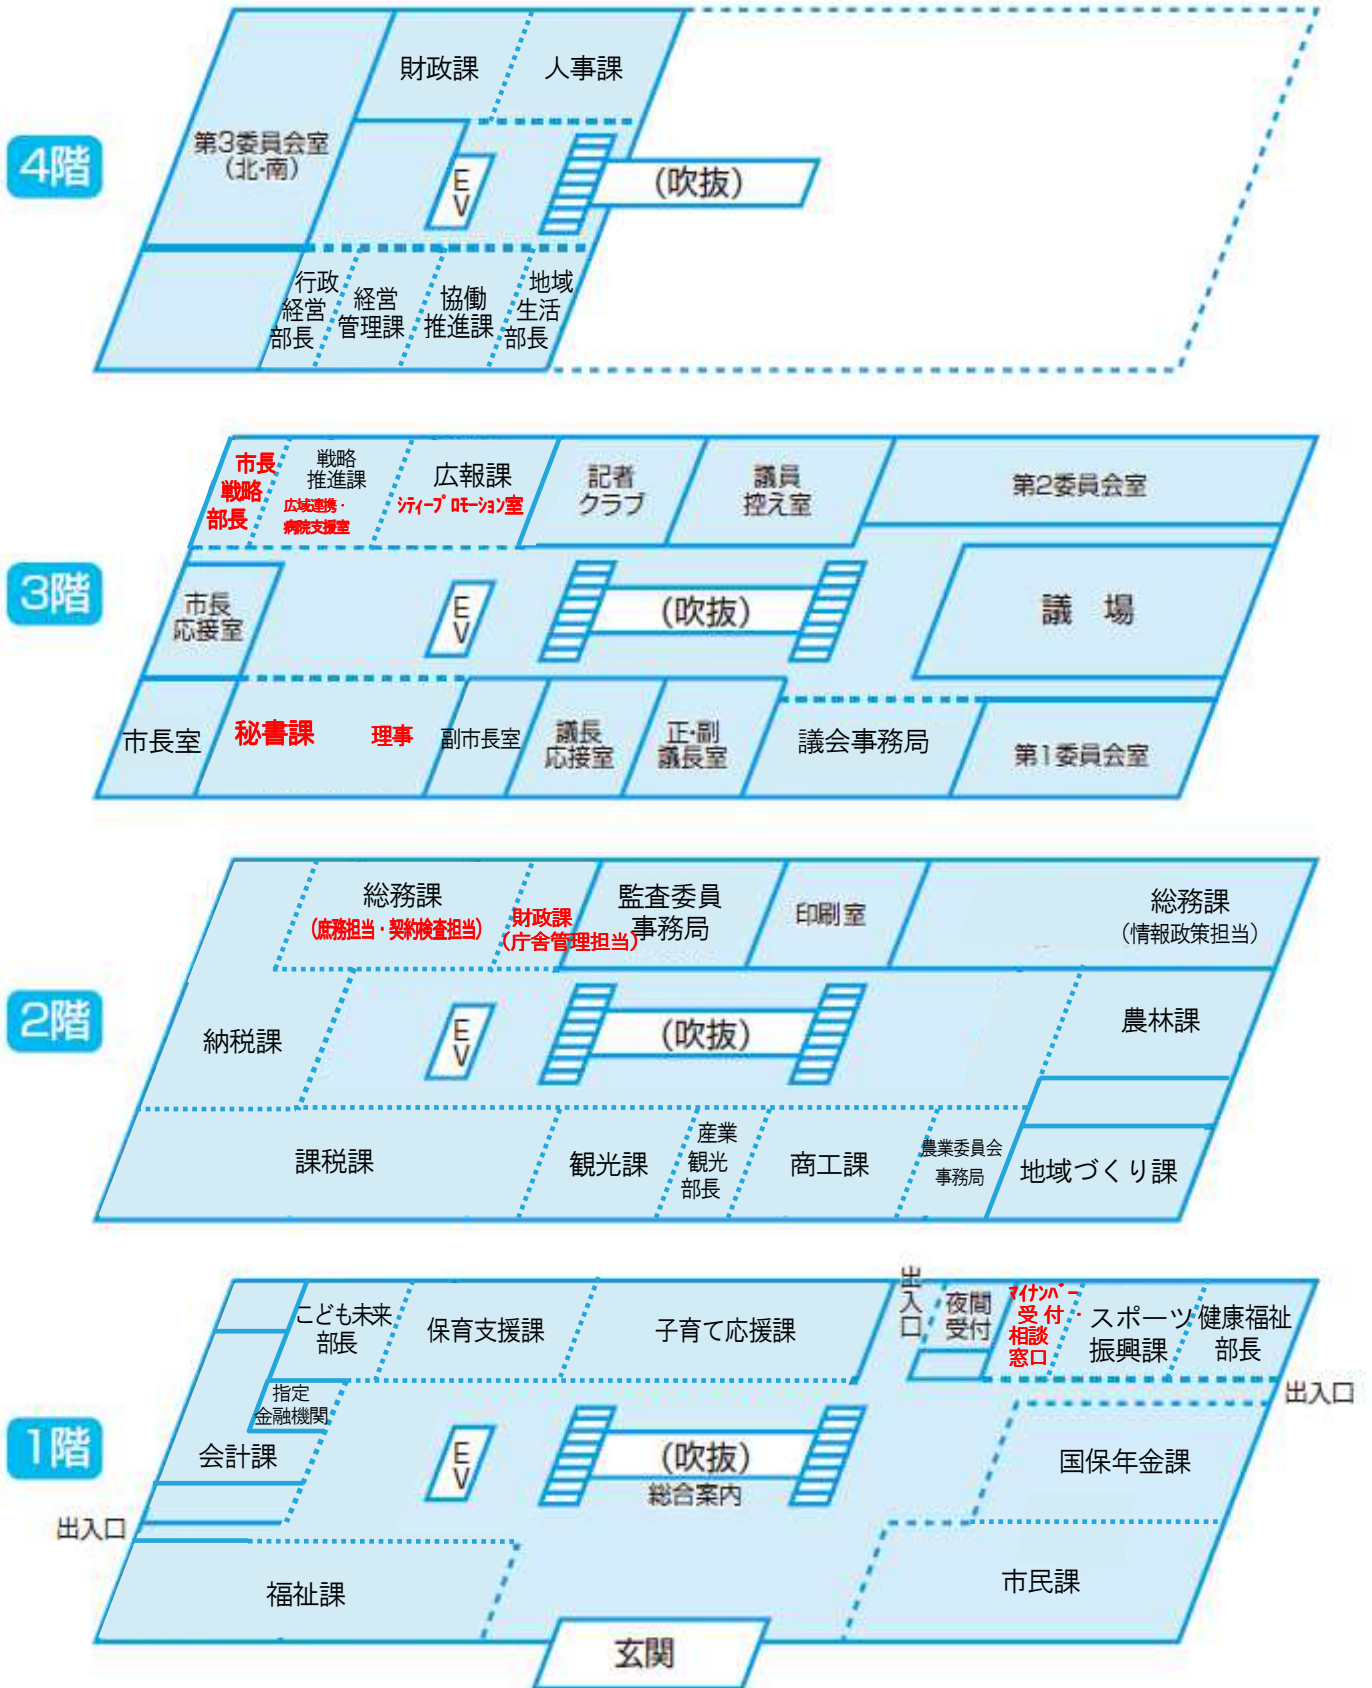 4階
財政課
人事課
第3委員会室
(北・南)
EV
(吹抜)
行政
経営
部長
経営
管理課
協働
推進課
地域
生活
部長
3階
市長
戦略
部長
戦略
推進課
広域連携・
病院支援室
広報課
シティープロモーション室
記者
クラブ
議員
控え室
第2委員会室
市長
応接室
EV
(吹抜)
議 場
市長室
秘書課
理事
副市長室
議長
応接室
正・副
議長室
議会事務局
第1委員会室
2階
総務課
(庶務担当・契約検査担当)
財政課
(庁舎管理担当)
監査委員
事務局
印刷室
総務課
(情報政策担当)
納税課
EV
(吹抜)
農林課
課税課
観光課
産業
観光
部長
商工課
農業委員会
事務局
地域づくり課
1階
こども未来
部長
保育支援課
子育て応援課
出入口
夜間
受付
マイナンバー
受付・
相談
窓口
スポーツ
振興課
健康福祉
部長
出入口
指定
金融機関
会計課
EV
(吹抜)
総合案内
国保年金課
出入口
福祉課
市民課
玄関